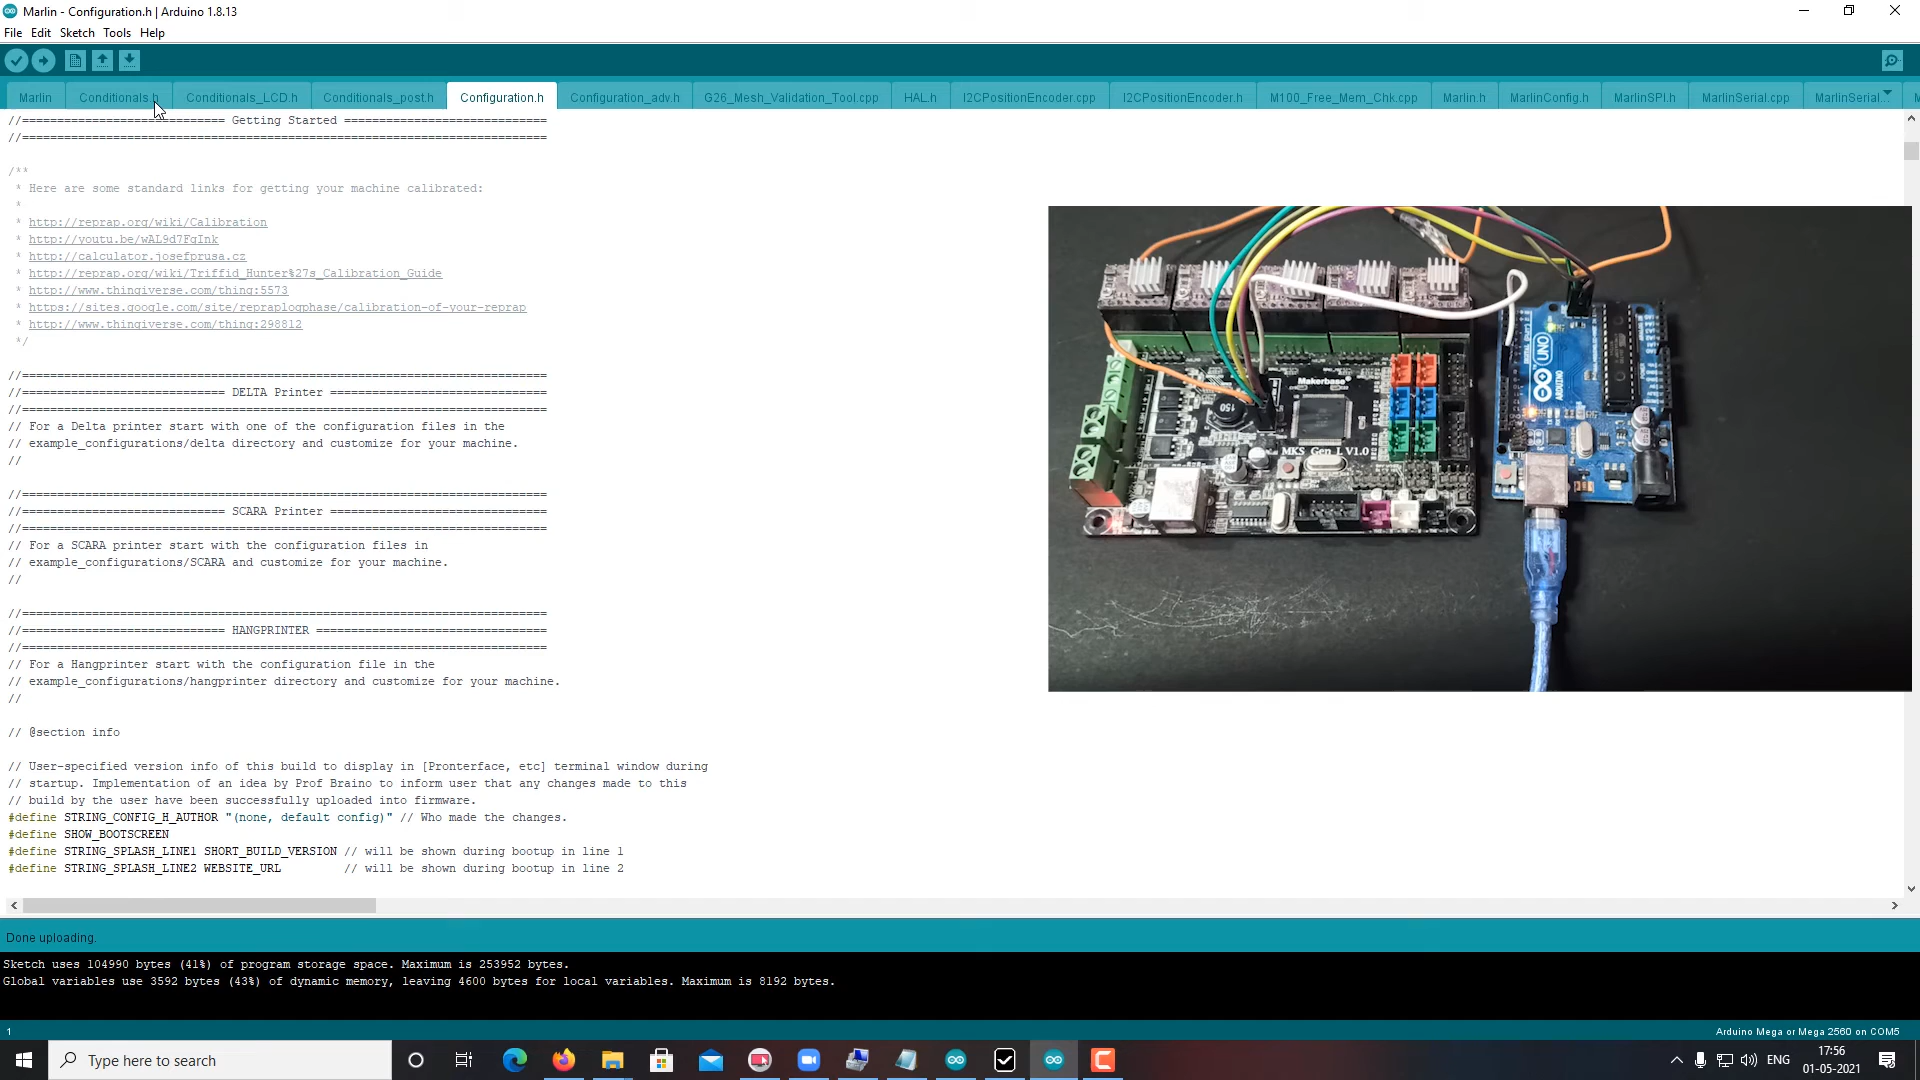 Marlin - Configuration.h | Arduino 1.8.13
File Edit Sketch Tools Help
Marlin Conditionals.h Conditionals_LCD.h Conditionals_post.h Configuration.h Configuration_adv.h G26_Mesh_Validation_Tool.cpp HAL.h I2CPositionEncoder.cpp I2CPositionEncoder.h M100_Free_Mem_Chk.cpp Marlin.h MarlinConfig.h MarlinSPI.h MarlinSerial.cpp MarlinSerial...
//============================= Getting Started =============================
//===========================================================================
/**
* Here are some standard links for getting your machine calibrated:
*
* http://reprap.org/wiki/Calibration
* http://youtu.be/wAL9d7FgInk
* http://calculator.josefprusa.cz
* http://reprap.org/wiki/Triffid_Hunter%27s_Calibration_Guide
* http://www.thingiverse.com/thing:5573
* https://sites.google.com/site/repraplogphase/calibration-of-your-reprap
* http://www.thingiverse.com/thing:298812
*/
//===========================================================================
//============================= DELTA Printer ===============================
//===========================================================================
// For a Delta printer start with one of the configuration files in the
// example_configurations/delta directory and customize for your machine.
//
//===========================================================================
//============================= SCARA Printer ===============================
//===========================================================================
// For a SCARA printer start with the configuration files in
// example_configurations/SCARA and customize for your machine.
//
//===========================================================================
//============================= HANGPRINTER =================================
//===========================================================================
// For a Hangprinter start with the configuration file in the
// example_configurations/hangprinter directory and customize for your machine.
//
// @section info
// User-specified version info of this build to display in [Pronterface, etc] terminal window during
// startup. Implementation of an idea by Prof Braino to inform user that any changes made to this
// build by the user have been successfully uploaded into firmware.
#define STRING_CONFIG_H_AUTHOR "(none, default config)" // Who made the changes.
#define SHOW_BOOTSCREEN
#define STRING_SPLASH_LINE1 SHORT_BUILD_VERSION // will be shown during bootup in line 1
#define STRING_SPLASH_LINE2 WEBSITE_URL // will be shown during bootup in line 2
Makerbase
150
MKS Gen_L V1.0
UNO
ARDUINO
Done uploading.
Sketch uses 104990 bytes (41%) of program storage space. Maximum is 253952 bytes.
Global variables use 3592 bytes (43%) of dynamic memory, leaving 4600 bytes for local variables. Maximum is 8192 bytes.
1
Arduino Mega or Mega 2560 on COM5
Type here to search
ENG
17:56
01-05-2021